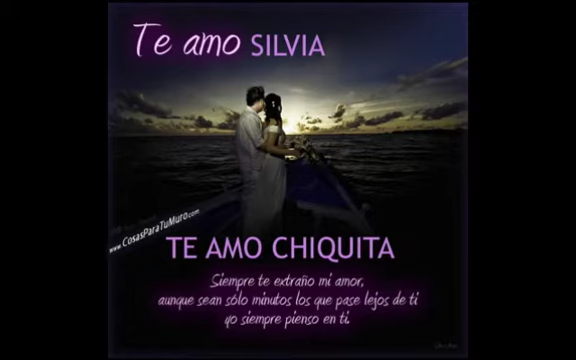 Te amo SILVIA
www.CosasParaTuMuro.com
TE AMO CHIQUITA
Siempre te extraño mi amor,
aunque sean sólo minutos los que pase lejos de ti
yo siempre pienso en ti.